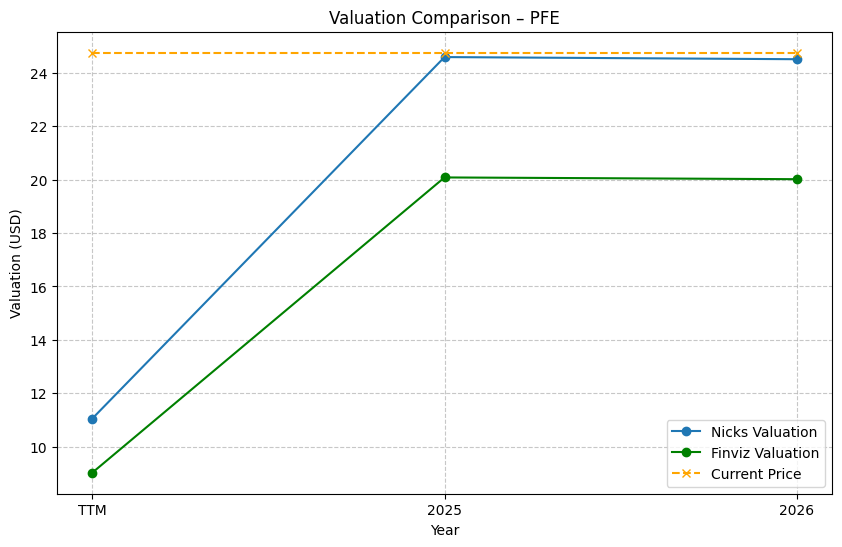 Valuation Comparison – PFE
Valuation (USD)
24
22
20
18
16
14
12
10
TTM
2025
2026
Year
Nicks Valuation
Finviz Valuation
Current Price